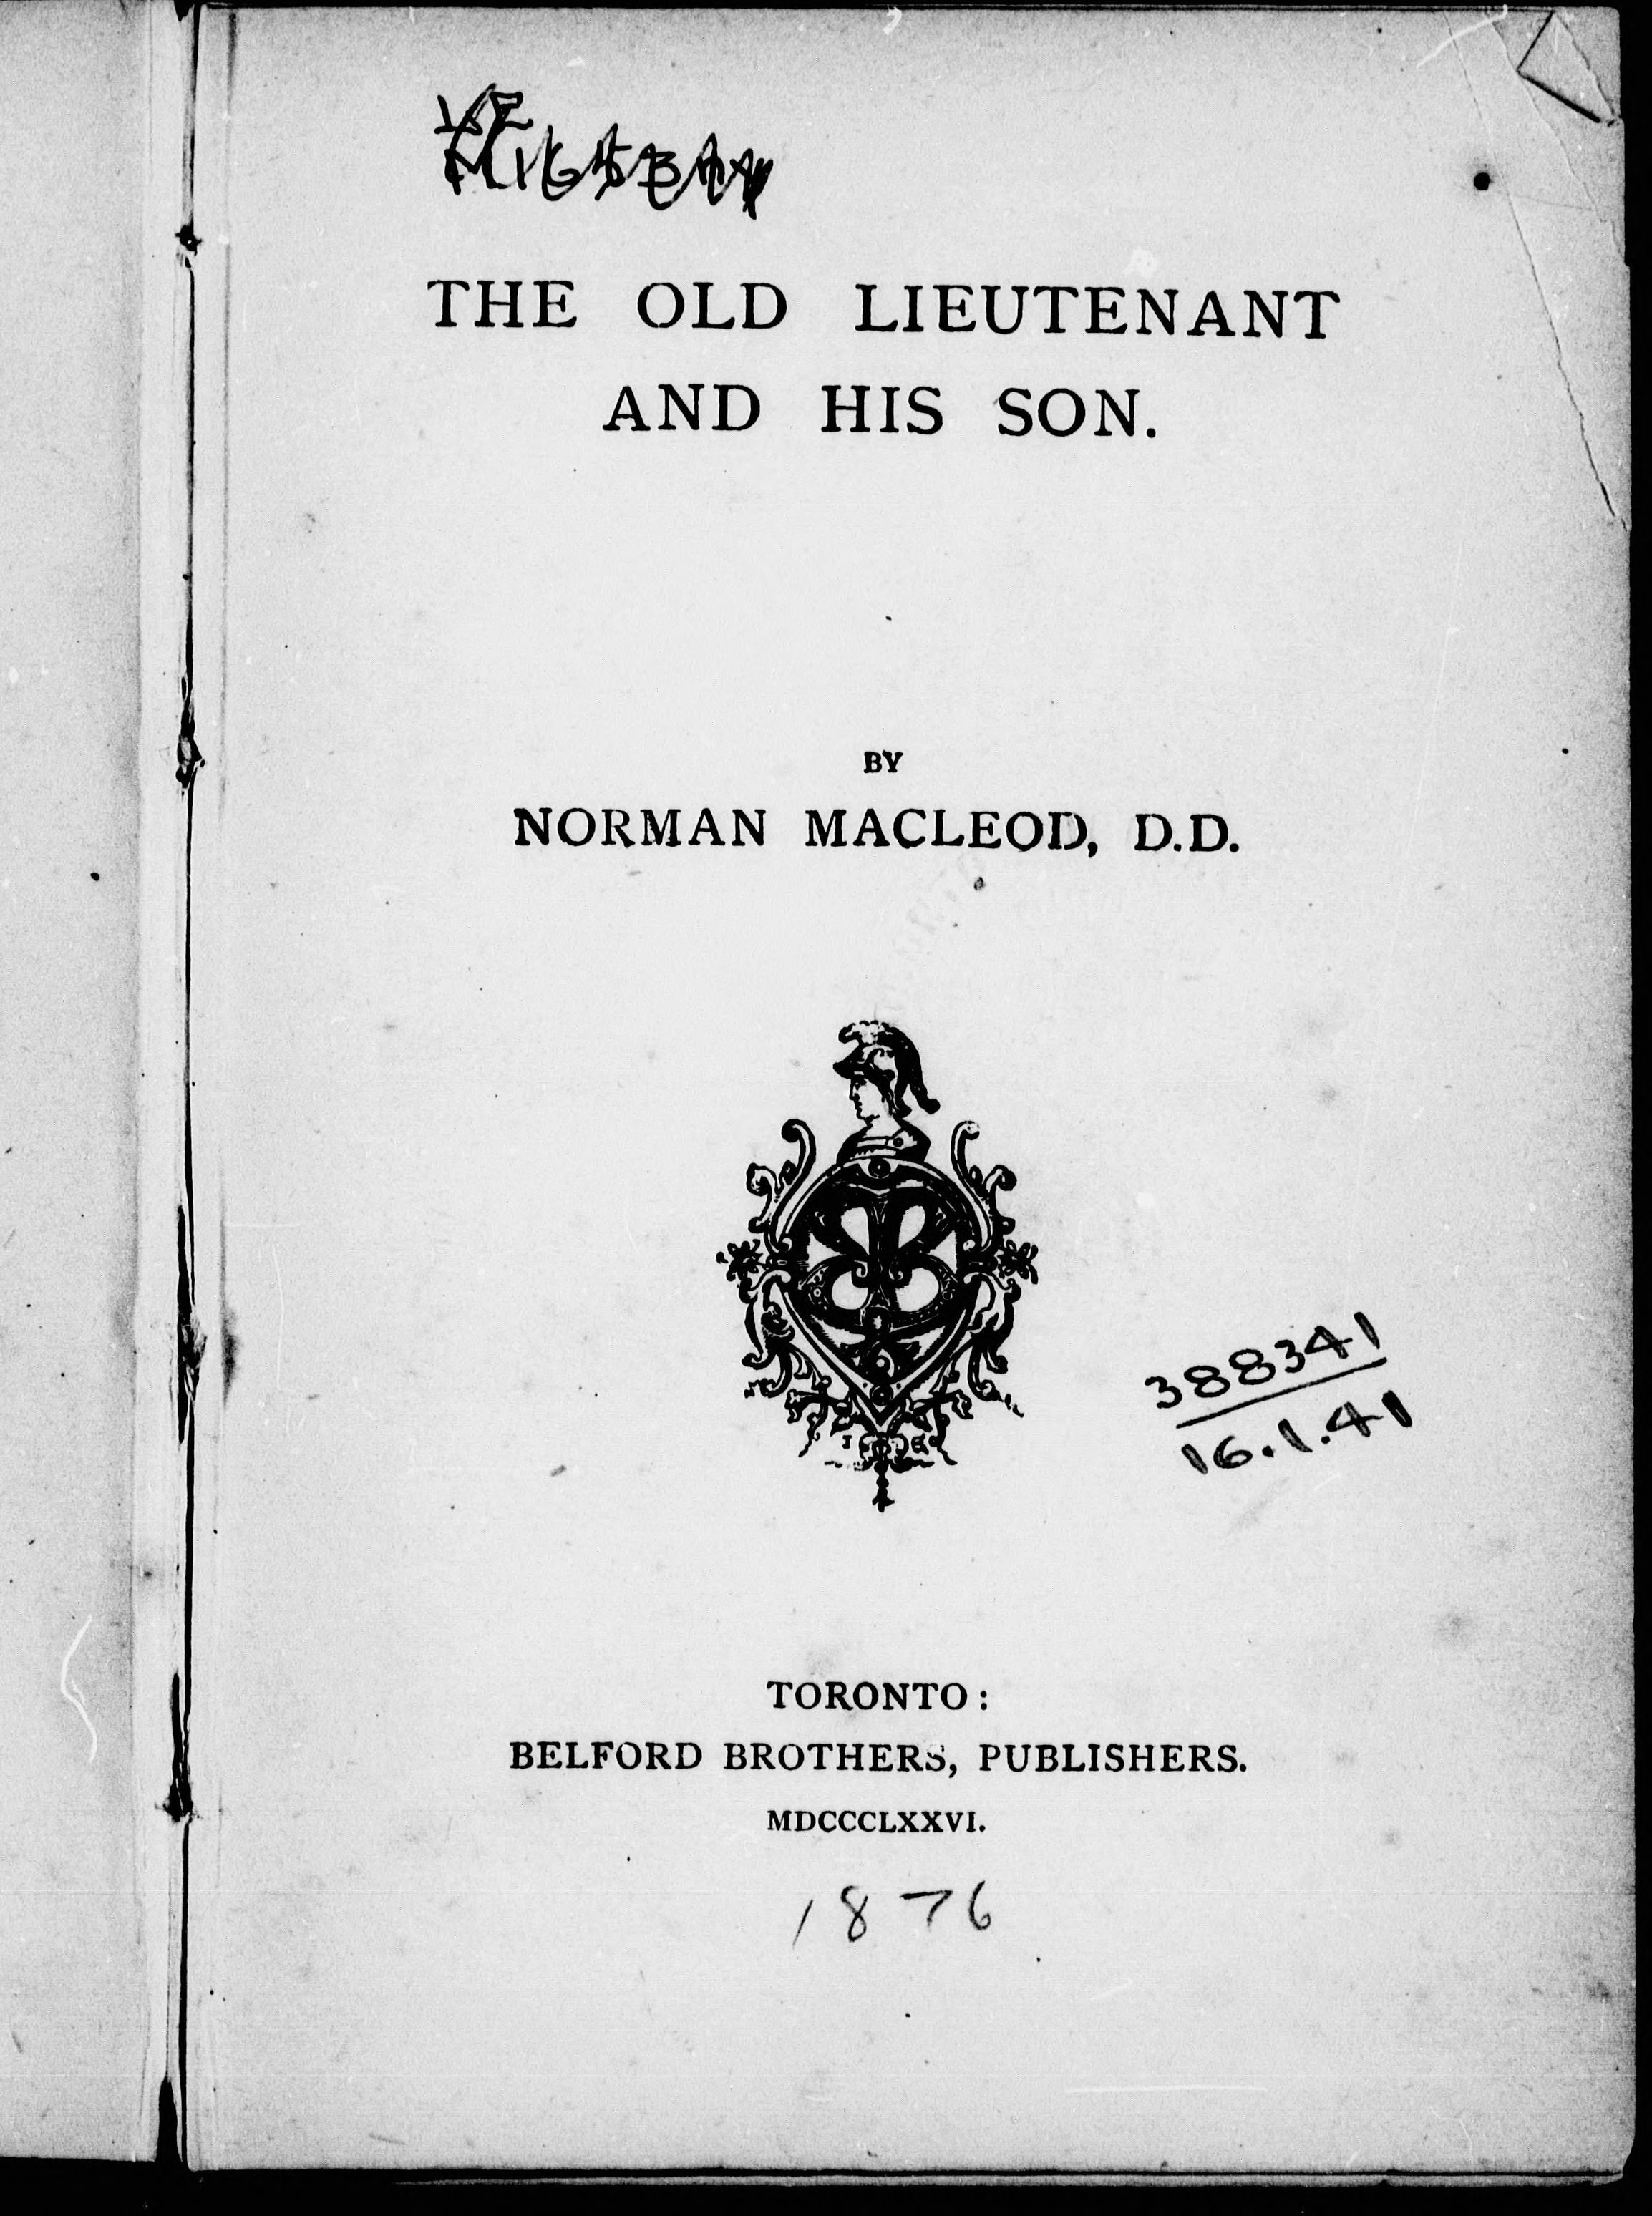 THE OLD LIEUTENANT
AND HIS SON.
BY
NORMAN MACLEOD, D.D.
388341
16.1.41
TORONTO:
BELFORD BROTHERS, PUBLISHERS.
MDCCCLXXVI.
1876